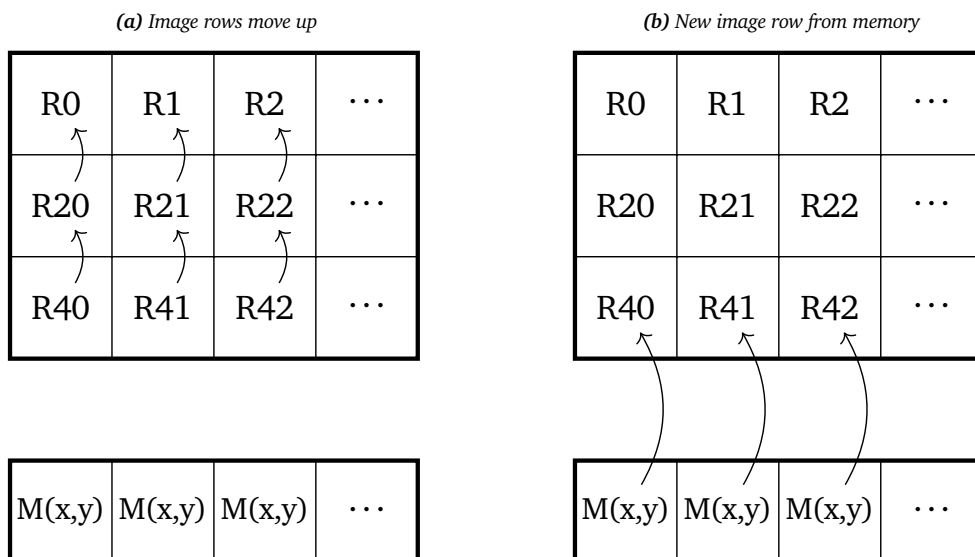 (a) Image rows move up
R0 R1 R2 ···
R20 R21 R22 ···
R40 R41 R42 ···
M(x,y) M(x,y) M(x,y) ···
(b) New image row from memory
R0 R1 R2 ···
R20 R21 R22 ···
R40 R41 R42 ···
M(x,y) M(x,y) M(x,y) ···